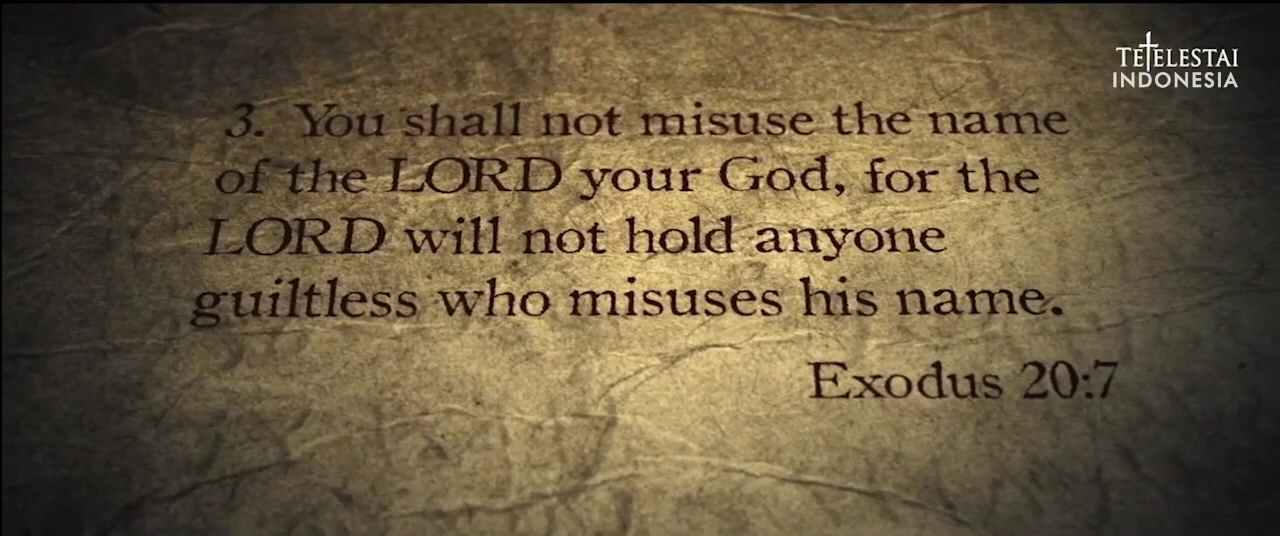 TETELESTAI
INDONESIA
3. You shall not misuse the name
of the LORD your God, for the
LORD will not hold anyone
guiltless who misuses his name.
Exodus 20:7